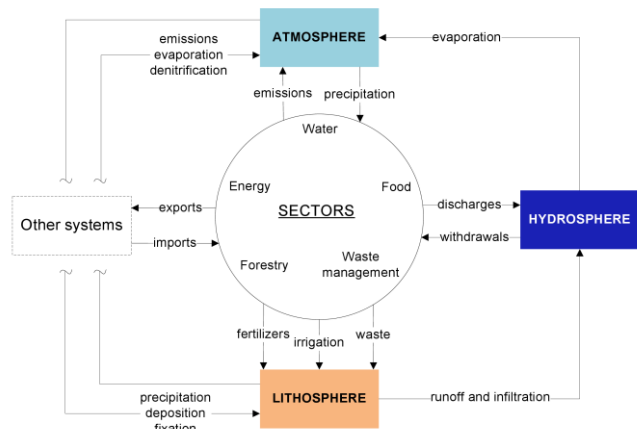 emissions
evaporation
denitrification
ATMOSPHERE
evaporation
emissions
precipitation
Water
Energy
Food
SECTORS
Forestry
Waste
management
Other systems
exports
imports
discharges
withdrawals
HYDROSPHERE
fertilizers
irrigation
waste
precipitation
deposition
fixation
LITHOSPHERE
runoff and infiltration